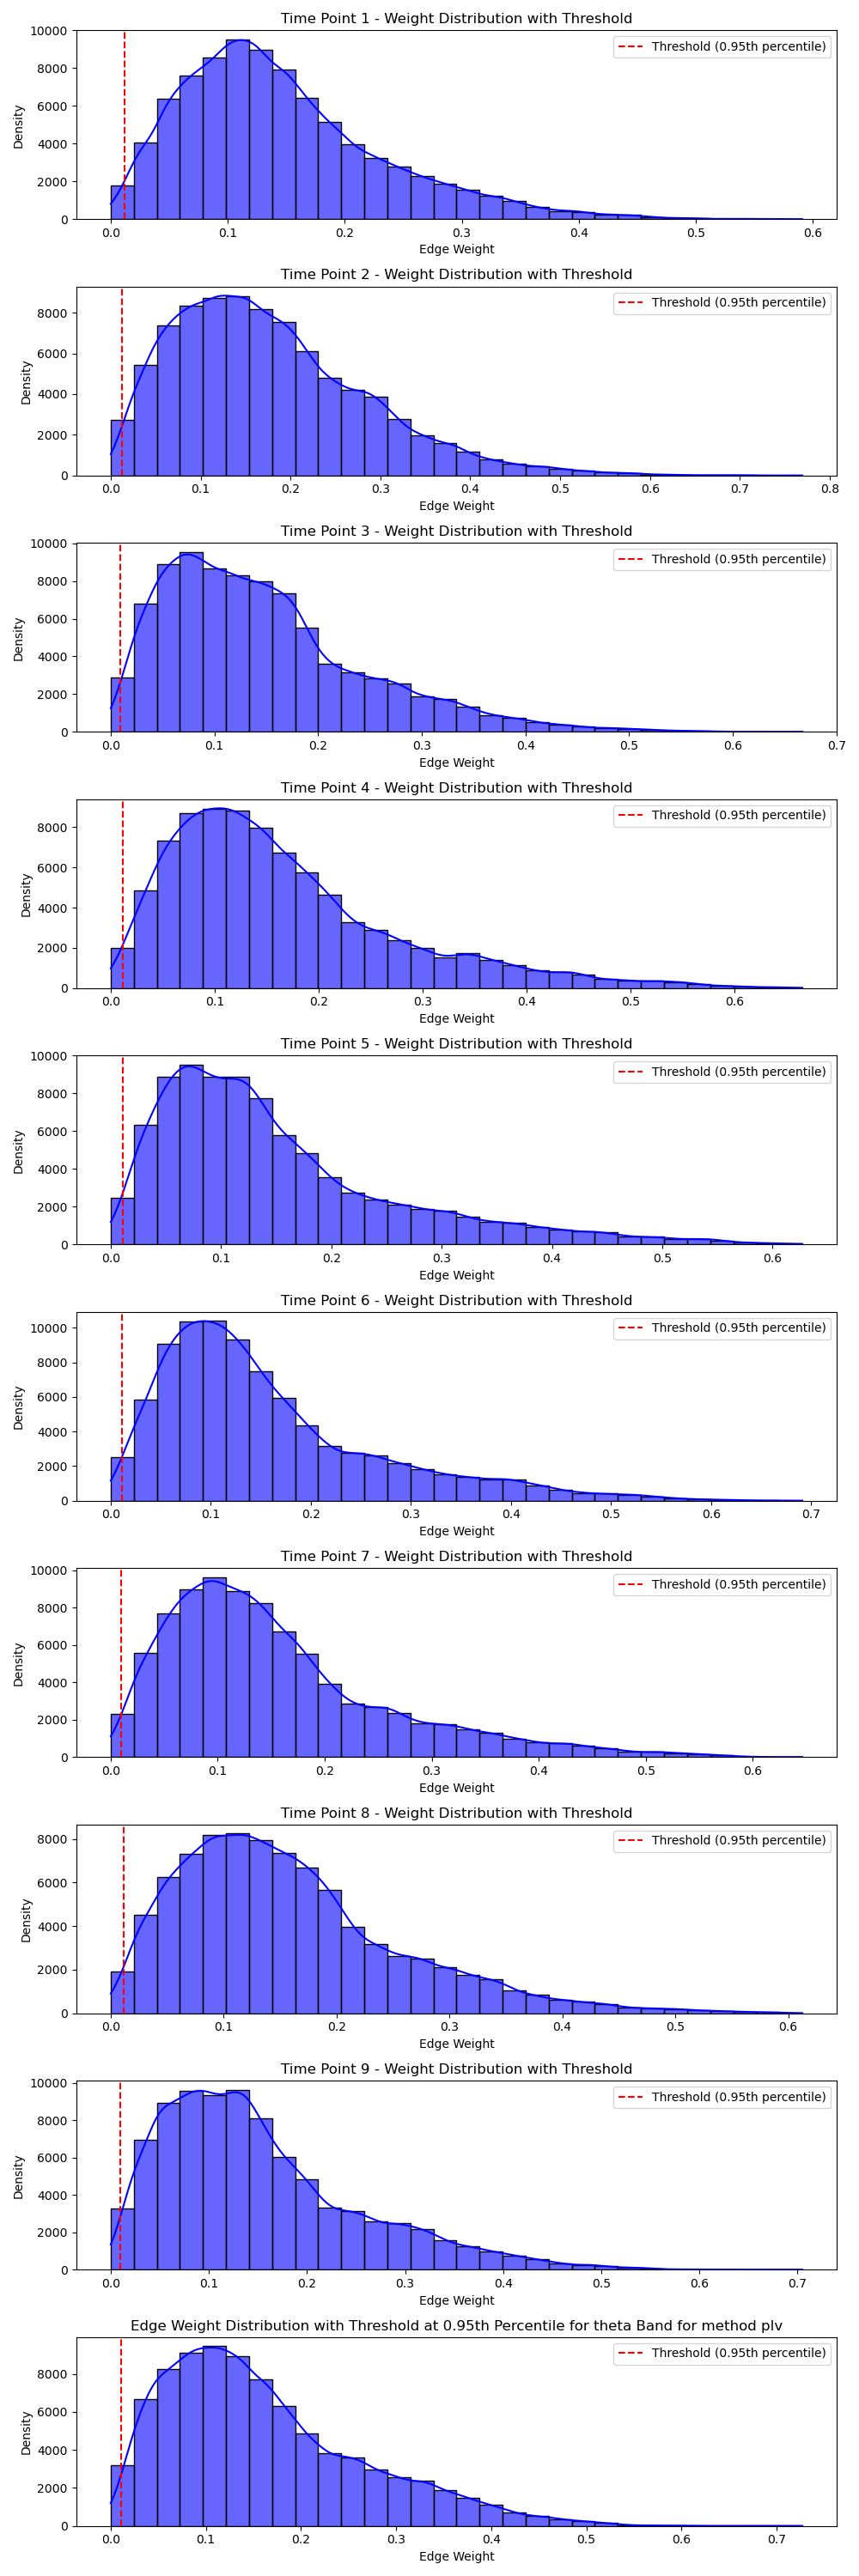 Time Point 1 - Weight Distribution with Threshold
10000
8000
6000
4000
2000
0
Density
Threshold (0.95th percentile)
0.0 0.1 0.2 0.3 0.4 0.5 0.6
Edge Weight
Time Point 2 - Weight Distribution with Threshold
8000
6000
4000
2000
0
Density
Threshold (0.95th percentile)
0.0 0.1 0.2 0.3 0.4 0.5 0.6 0.7 0.8
Edge Weight
Time Point 3 - Weight Distribution with Threshold
10000
8000
6000
4000
2000
0
Density
Threshold (0.95th percentile)
0.0 0.1 0.2 0.3 0.4 0.5 0.6 0.7
Edge Weight
Time Point 4 - Weight Distribution with Threshold
8000
6000
4000
2000
0
Density
Threshold (0.95th percentile)
0.0 0.1 0.2 0.3 0.4 0.5 0.6
Edge Weight
Time Point 5 - Weight Distribution with Threshold
10000
8000
6000
4000
2000
0
Density
Threshold (0.95th percentile)
0.0 0.1 0.2 0.3 0.4 0.5 0.6
Edge Weight
Time Point 6 - Weight Distribution with Threshold
10000
8000
6000
4000
2000
0
Density
Threshold (0.95th percentile)
0.0 0.1 0.2 0.3 0.4 0.5 0.6 0.7
Edge Weight
Time Point 7 - Weight Distribution with Threshold
10000
8000
6000
4000
2000
0
Density
Threshold (0.95th percentile)
0.0 0.1 0.2 0.3 0.4 0.5 0.6
Edge Weight
Time Point 8 - Weight Distribution with Threshold
8000
6000
4000
2000
0
Density
Threshold (0.95th percentile)
0.0 0.1 0.2 0.3 0.4 0.5 0.6
Edge Weight
Time Point 9 - Weight Distribution with Threshold
10000
8000
6000
4000
2000
0
Density
Threshold (0.95th percentile)
0.0 0.1 0.2 0.3 0.4 0.5 0.6 0.7
Edge Weight
Edge Weight Distribution with Threshold at 0.95th Percentile for theta Band for method plv
8000
6000
4000
2000
0
Density
Threshold (0.95th percentile)
0.0 0.1 0.2 0.3 0.4 0.5 0.6 0.7
Edge Weight